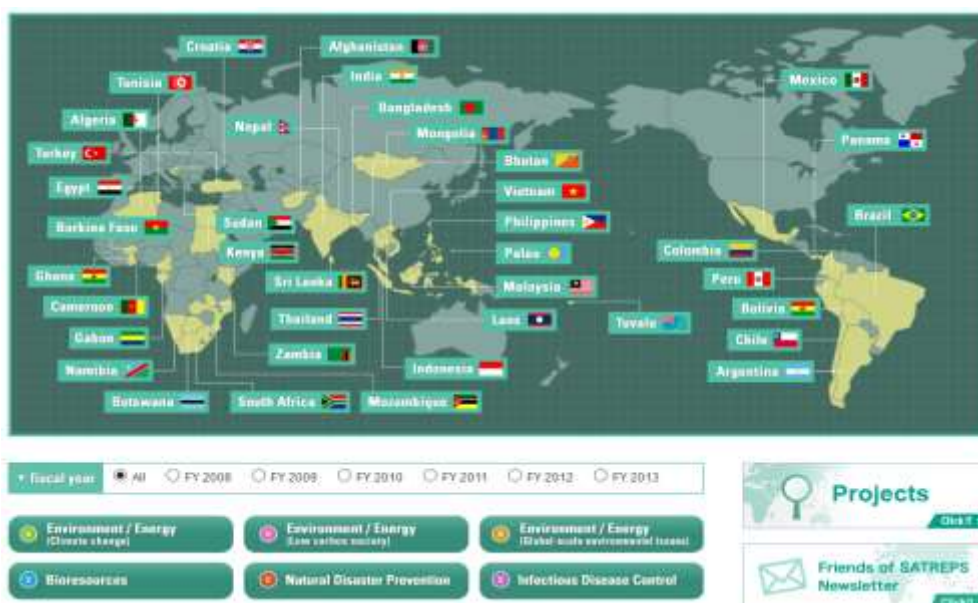 Croatia
Afghanistan
Tunisia
India
Mexico
Algeria
Bangladesh
Nepal
Mongolia
Panama
Turkey
Bhutan
Egypt
Vietnam
Burkina Faso
Sudan
Philippines
Brazil
Kenya
Palau
Colombia
Ghana
Sri Lanka
Malaysia
Peru
Cameroon
Bolivia
Thailand
Laos
Tuvalu
Gabon
Chile
Zambia
Namibia
Indonesia
Argentina
Botswana
South Africa
Mozambique
fiscal year All FY 2008 FY 2009 FY 2010 FY 2011 FY 2012 FY 2013
Projects
Click!!
Environment / Energy
(Climate change)
Environment / Energy
(Low carbon society)
Environment / Energy
(Global-scale environmental issues)
Bioresources
Natural Disaster Prevention
Infectious Disease Control
Friends of SATREPS
Newsletter